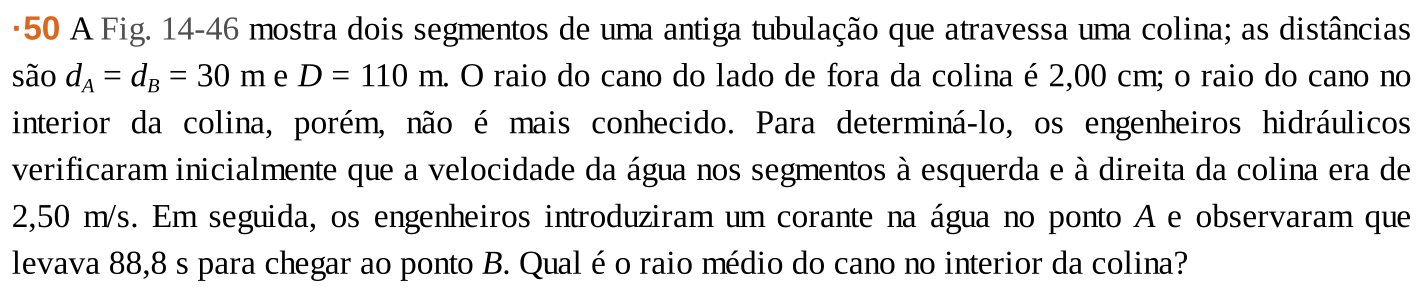 ·50 A Fig. 14-46 mostra dois segmentos de uma antiga tubulação que atravessa uma colina; as distâncias
são dA = dB = 30 m e D = 110 m. O raio do cano do lado de fora da colina é 2,00 cm; o raio do cano no
interior da colina, porém, não é mais conhecido. Para determiná-lo, os engenheiros hidráulicos
verificaram inicialmente que a velocidade da água nos segmentos à esquerda e à direita da colina era de
2,50 m/s. Em seguida, os engenheiros introduziram um corante na água no ponto A e observaram que
levava 88,8 s para chegar ao ponto B. Qual é o raio médio do cano no interior da colina?